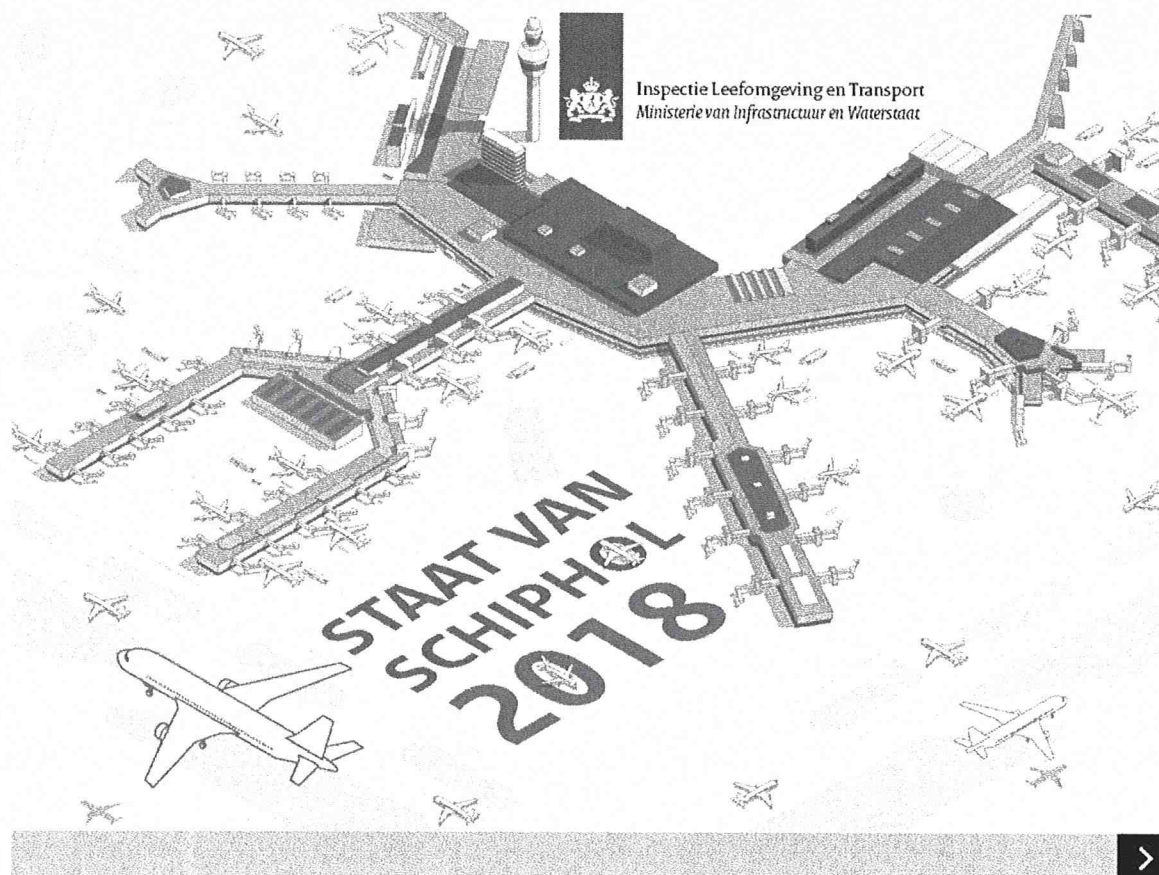 Inspectie Leefomgeving en Transport
Ministerie van Infrastructuur en Waterstaat
STAAT VAN
SCHIPHOL
2018